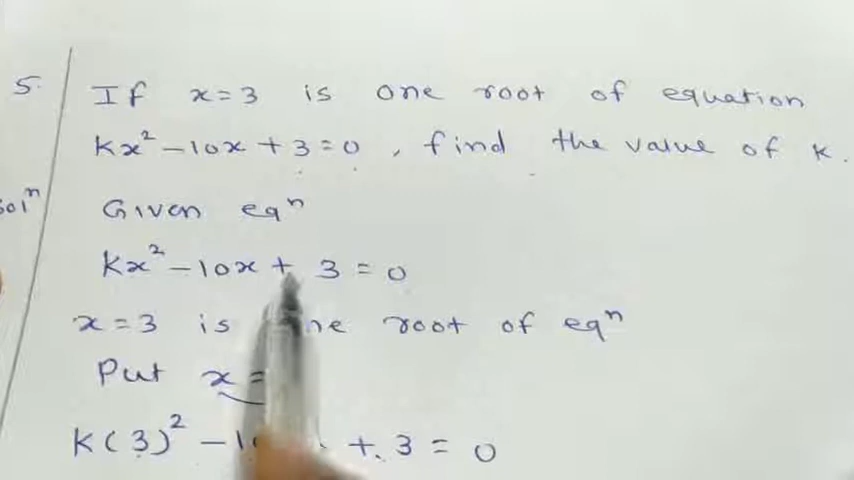 5. If x=3 is one root of equation
Kx² -10x + 3 = 0 , find the value of K.
Solⁿ Given eqⁿ
Kx² -10x + 3 = 0
x = 3 is root of eqⁿ
Put x =
K(3)² - + 3 = 0